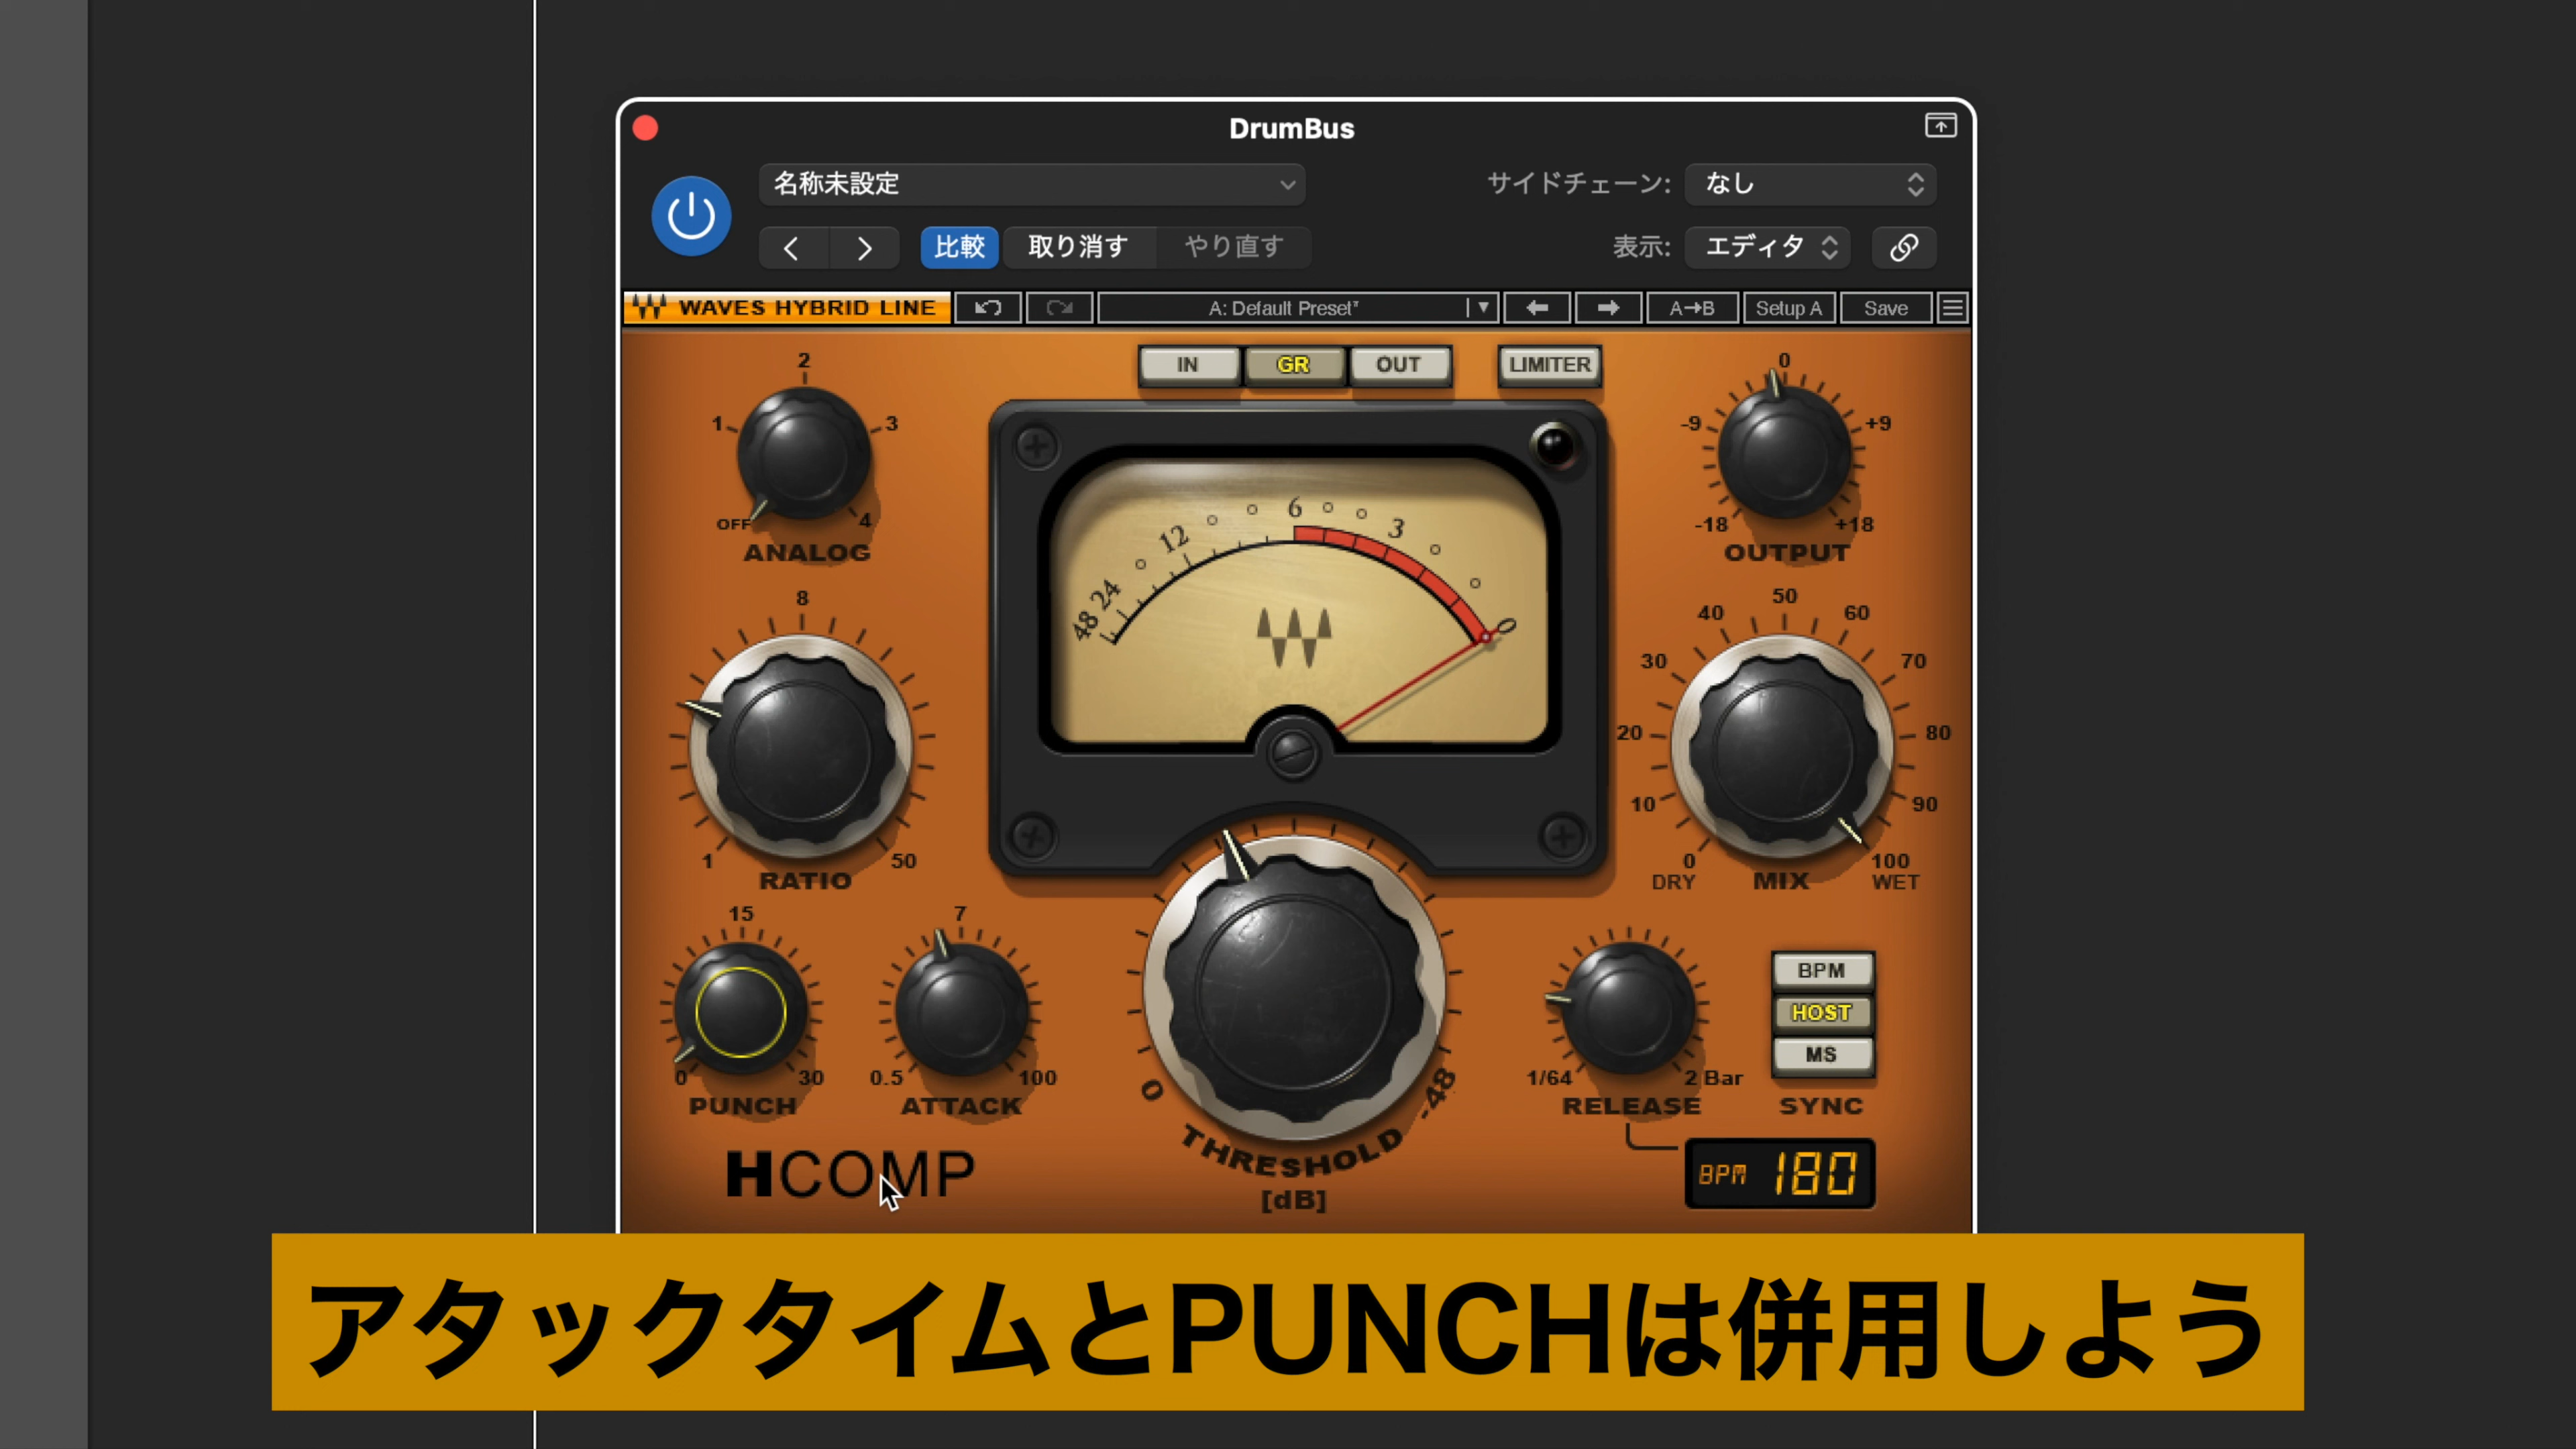 DrumBus
名称未設定
サイドチェーン: なし
比較 取り消す やり直す
表示: エディタ
WAVES HYBRID LINE A: Default Preset* A→B Setup A Save
IN GR OUT LIMITER
OFF 1 2 3 4
ANALOG
-18 -9 0 +9 +18
OUTPUT
48 24 12 6 3 0
1 8 50
RATIO
0 10 20 30 40 50 60 70 80 90 100
DRY MIX WET
0 15 30
PUNCH
0.5 7 100
ATTACK
0 -48
THRESHOLD
[dB]
1/64 2 Bar
RELEASE
BPM
HOST
MS
SYNC
BPM 180
HCOMP
アタックタイムとPUNCHは併用しよう